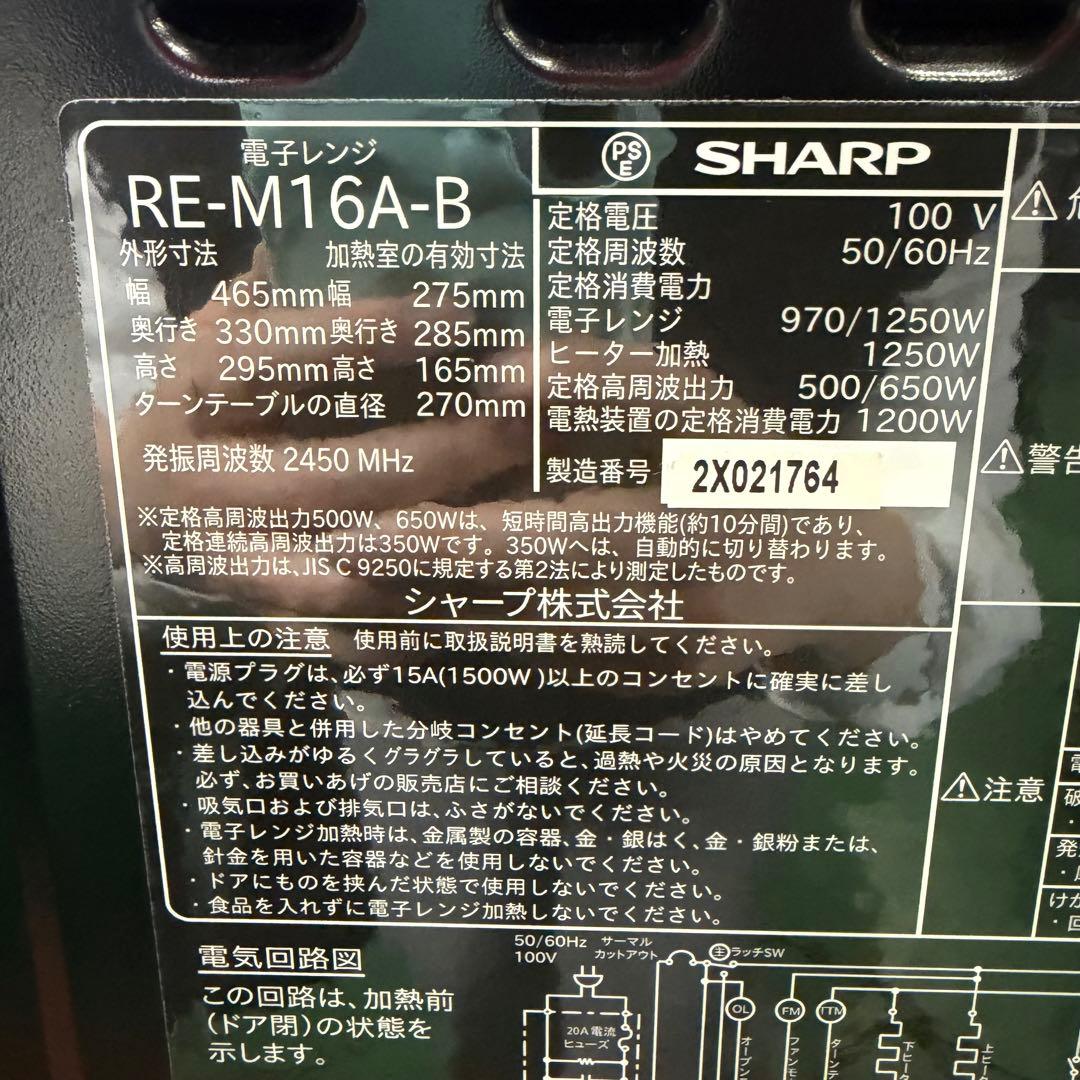 電子レンジ
RE-M16A-B
外形寸法 加熱室の有効寸法
幅 465mm 幅 275mm
奥行き 330mm 奥行き 285mm
高さ 295mm 高さ 165mm
ターンテーブルの直径 270mm
発振周波数 2450 MHz
PSE SHARP
定格電圧 100 V
定格周波数 50/60Hz
定格消費電力
電子レンジ 970/1250W
ヒーター加熱 1250W
定格高周波出力 500/650W
電熱装置の定格消費電力 1200W
製造番号 2X021764
※定格高周波出力500W、650Wは、短時間高出力機能(約10分間)であり、
定格連続高周波出力は350Wです。350Wへは、自動的に切り替わります。
※高周波出力は、JIS C 9250に規定する第2法により測定したものです。
シャープ株式会社
使用上の注意 使用前に取扱説明書を熟読してください。
・電源プラグは、必ず15A(1500W)以上のコンセントに確実に差し
込んでください。
・他の器具と併用した分岐コンセント(延長コード)はやめてください。
・差し込みがゆるくグラグラしていると、過熱や火災の原因となります。
必ず、お買いあげの販売店にご相談ください。
・吸気口および排気口は、ふさがないでください。
・電子レンジ加熱時は、金属製の容器、金・銀はく、金・銀粉または、
針金を用いた容器などを使用しないでください。
・ドアにものを挟んだ状態で使用しないでください。
・食品を入れずに電子レンジ加熱しないでください。
警告
注意
電気回路図
この回路は、加熱前
(ドア閉)の状態を
示します。
50/60Hz
100V
サーマル
カットアウト
主 ラッチSW
20A電流
ヒューズ
OL
FM
TTM